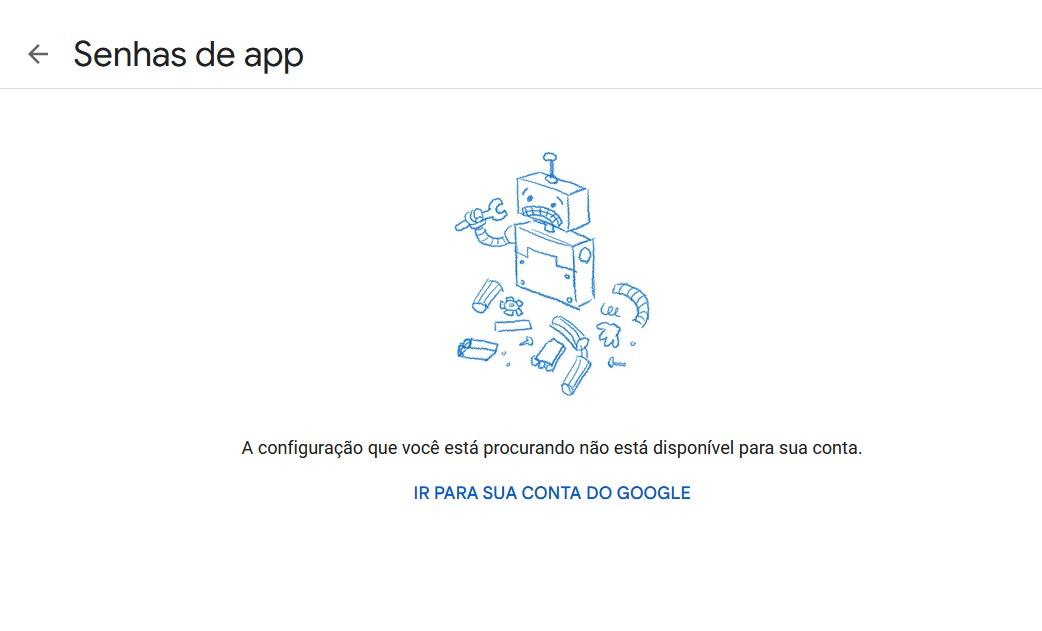 Senhas de app
A configuração que você está procurando não está disponível para sua conta.
IR PARA SUA CONTA DO GOOGLE